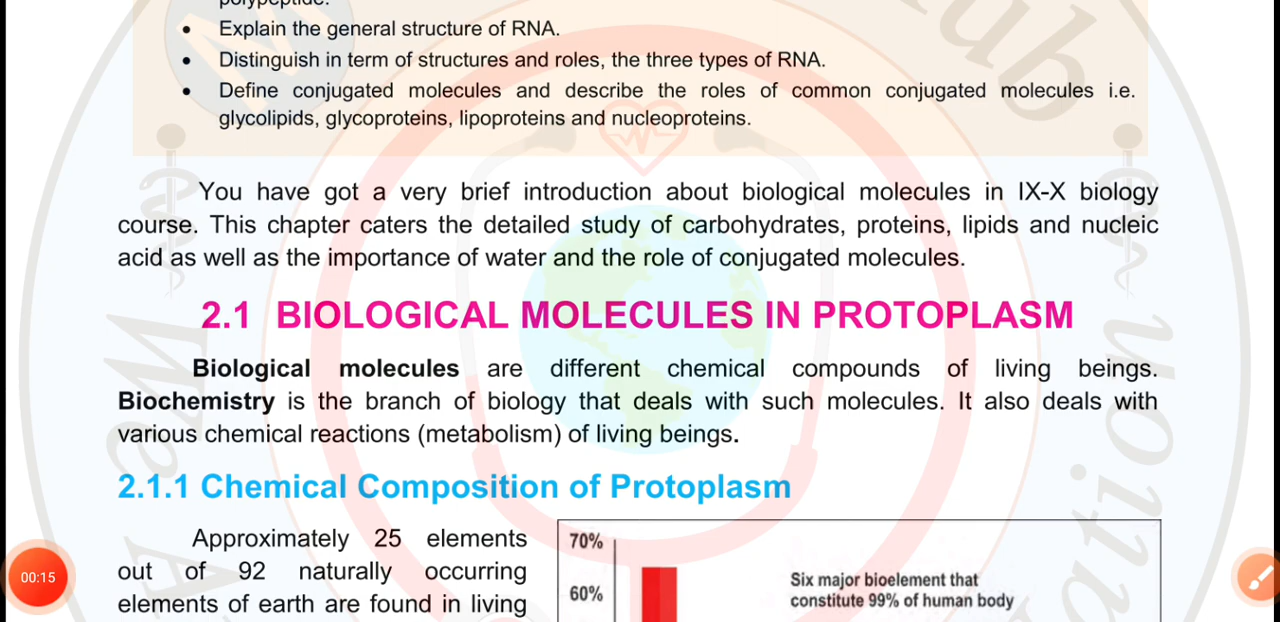 polypeptide.
• Explain the general structure of RNA.
• Distinguish in term of structures and roles, the three types of RNA.
• Define conjugated molecules and describe the roles of common conjugated molecules i.e.
glycolipids, glycoproteins, lipoproteins and nucleoproteins.
You have got a very brief introduction about biological molecules in IX-X biology
course. This chapter caters the detailed study of carbohydrates, proteins, lipids and nucleic
acid as well as the importance of water and the role of conjugated molecules.
2.1 BIOLOGICAL MOLECULES IN PROTOPLASM
Biological molecules are different chemical compounds of living beings.
Biochemistry is the branch of biology that deals with such molecules. It also deals with
various chemical reactions (metabolism) of living beings.
2.1.1 Chemical Composition of Protoplasm
Approximately 25 elements
out of 92 naturally occurring
elements of earth are found in living
70%
60%
Six major bioelement that
constitute 99% of human body
00:15